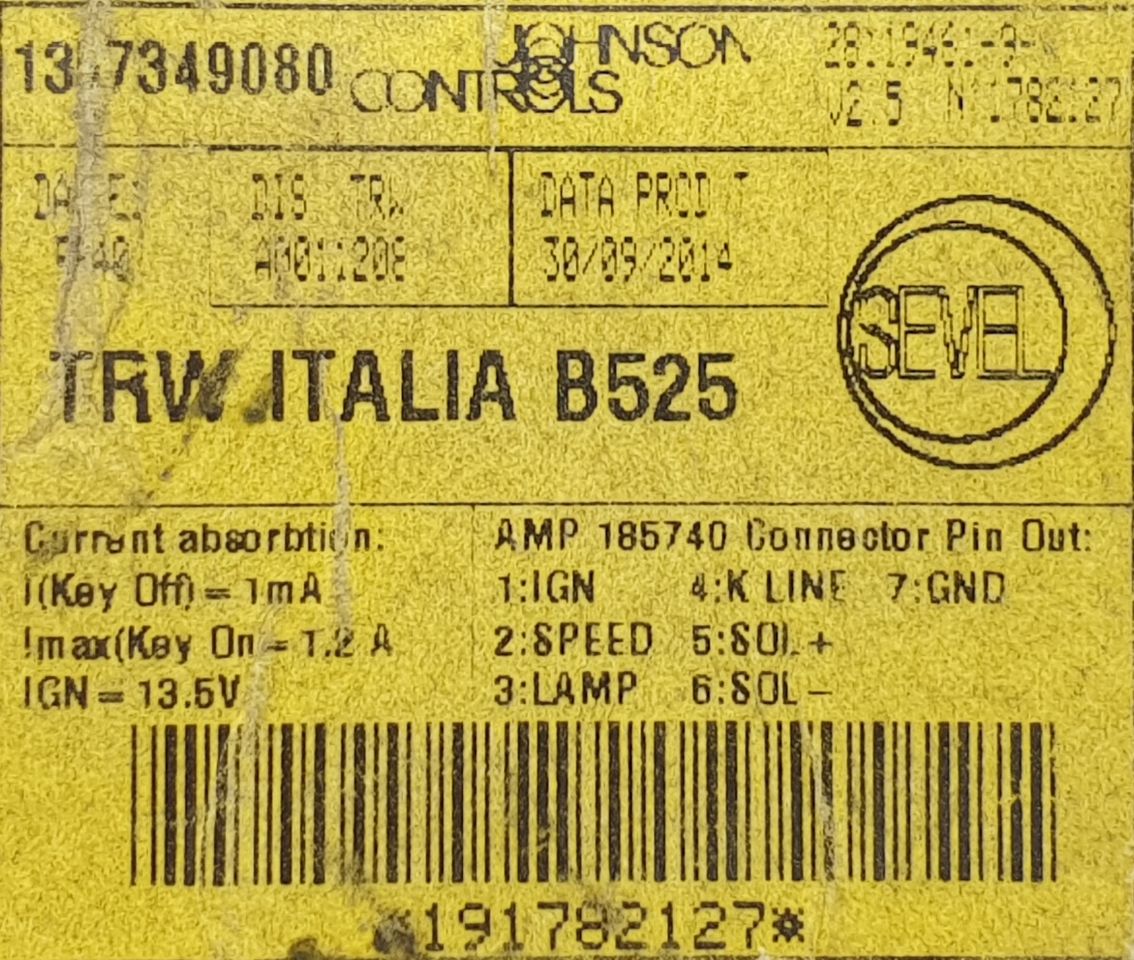 7349080
JOHNSON
CONTROLS
V2.5
DIS. TRW DATA PROD T
A0011208 30/09/2014
SEVEL
TRW ITALIA B525
Current absorbtion:
I(Key Off) = 1mA
Imax(Key On = 1.2 A
IGN = 13.5V
AMP 185740 Connector Pin Out:
1:IGN 4:K LINE 7:GND
2:SPEED 5:SOL +
3:LAMP 6:SOL –
*191782127*